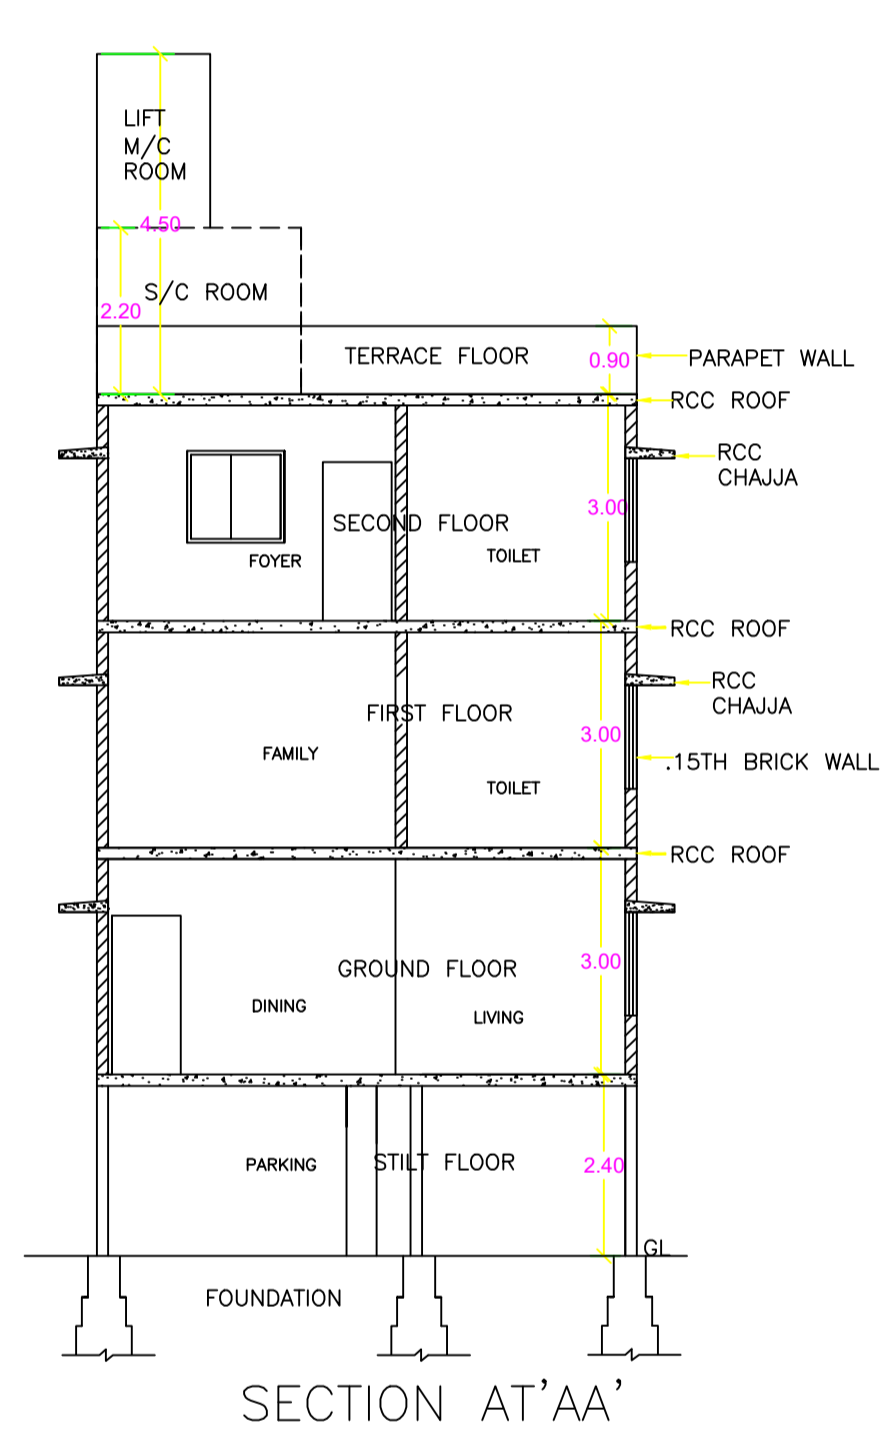 LIFT
M/C
ROOM
4.50
S/C ROOM
2.20
TERRACE FLOOR
0.90
PARAPET WALL
RCC ROOF
RCC
CHAJJA
3.00
SECOND FLOOR
FOYER
TOILET
RCC ROOF
RCC
CHAJJA
FIRST FLOOR
3.00
FAMILY
.15TH BRICK WALL
TOILET
RCC ROOF
3.00
GROUND FLOOR
DINING
LIVING
PARKING
STILT FLOOR
2.40
GL
FOUNDATION
SECTION AT'AA'